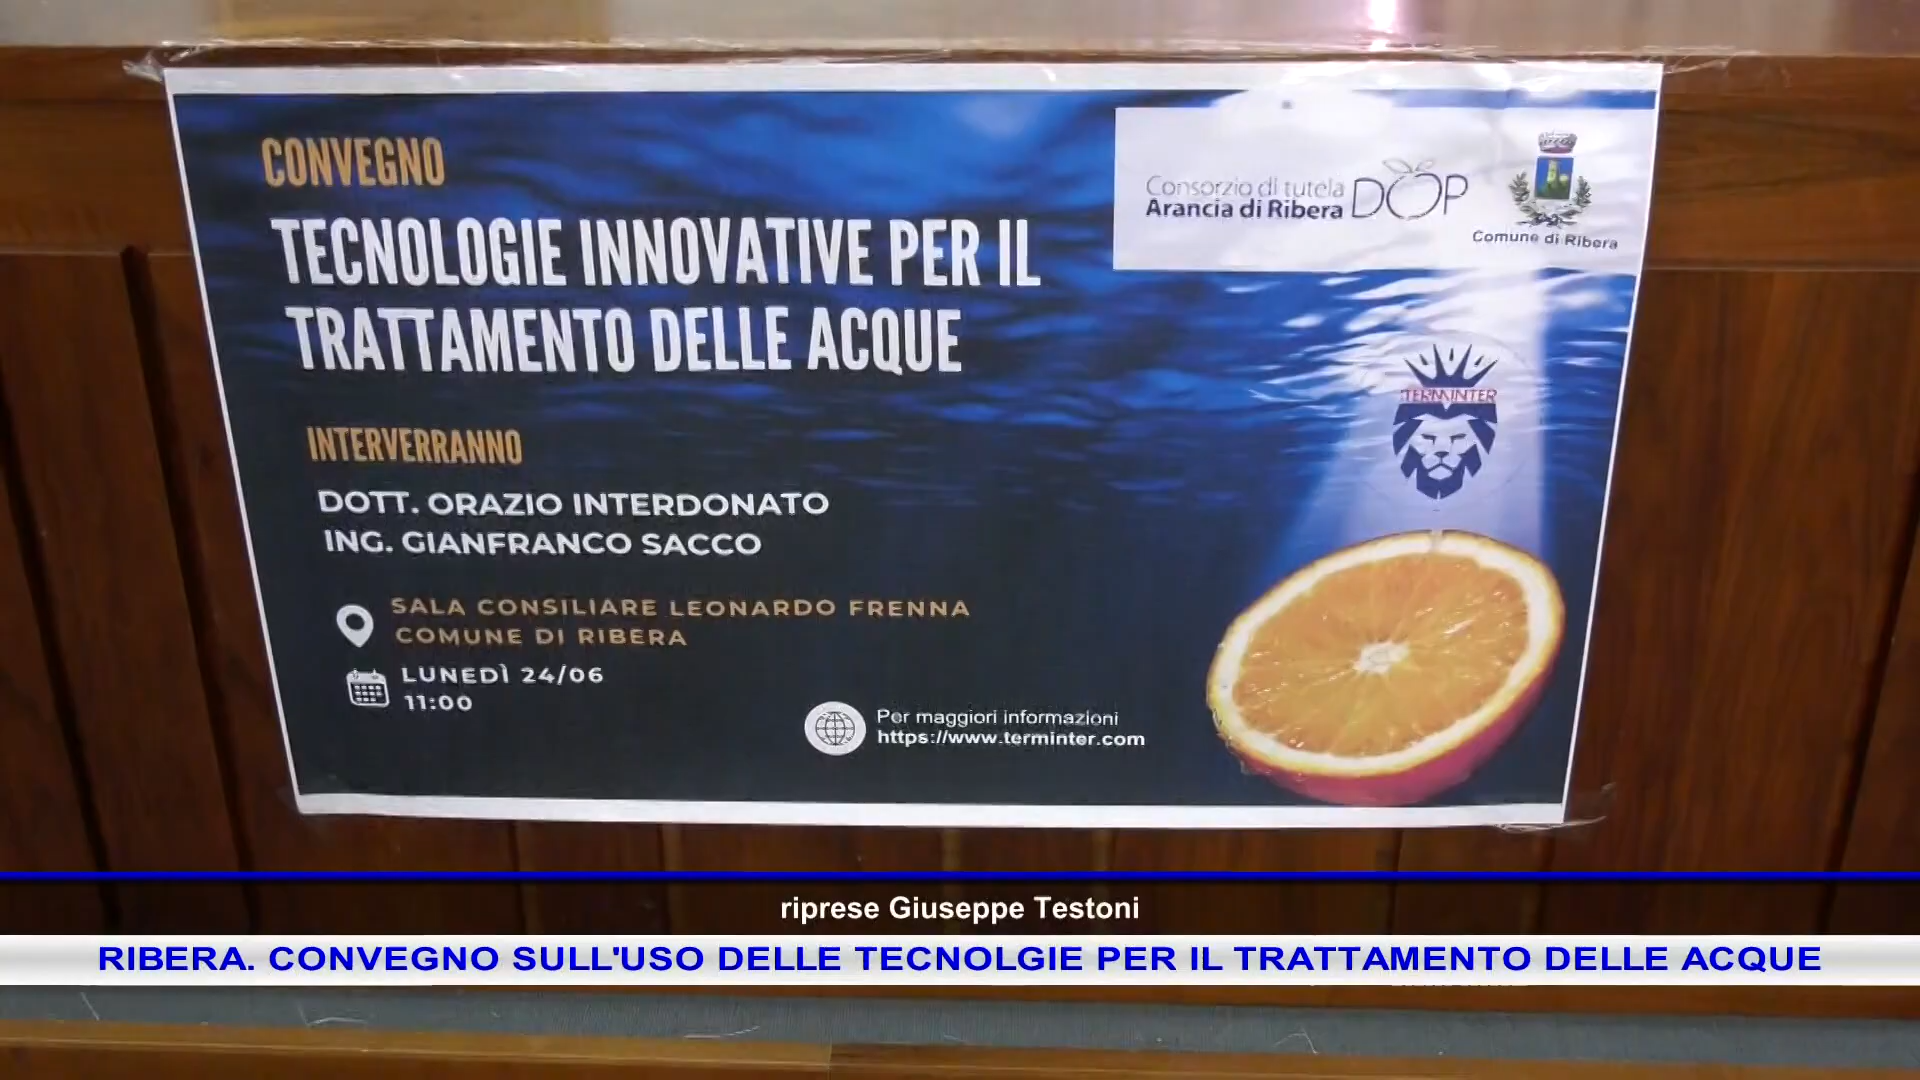 CONVEGNO
TECNOLOGIE INNOVATIVE PER IL
TRATTAMENTO DELLE ACQUE
Consorzio di tutela
Arancia di Ribera DOP
Comune di Ribera
TERMINTER
INTERVERRANNO
DOTT. ORAZIO INTERDONATO
ING. GIANFRANCO SACCO
SALA CONSILIARE LEONARDO FRENNA
COMUNE DI RIBERA
LUNEDÌ 24/06
11:00
Per maggiori informazioni
https://www.terminter.com
riprese Giuseppe Testoni
RIBERA. CONVEGNO SULL'USO DELLE TECNOLGIE PER IL TRATTAMENTO DELLE ACQUE